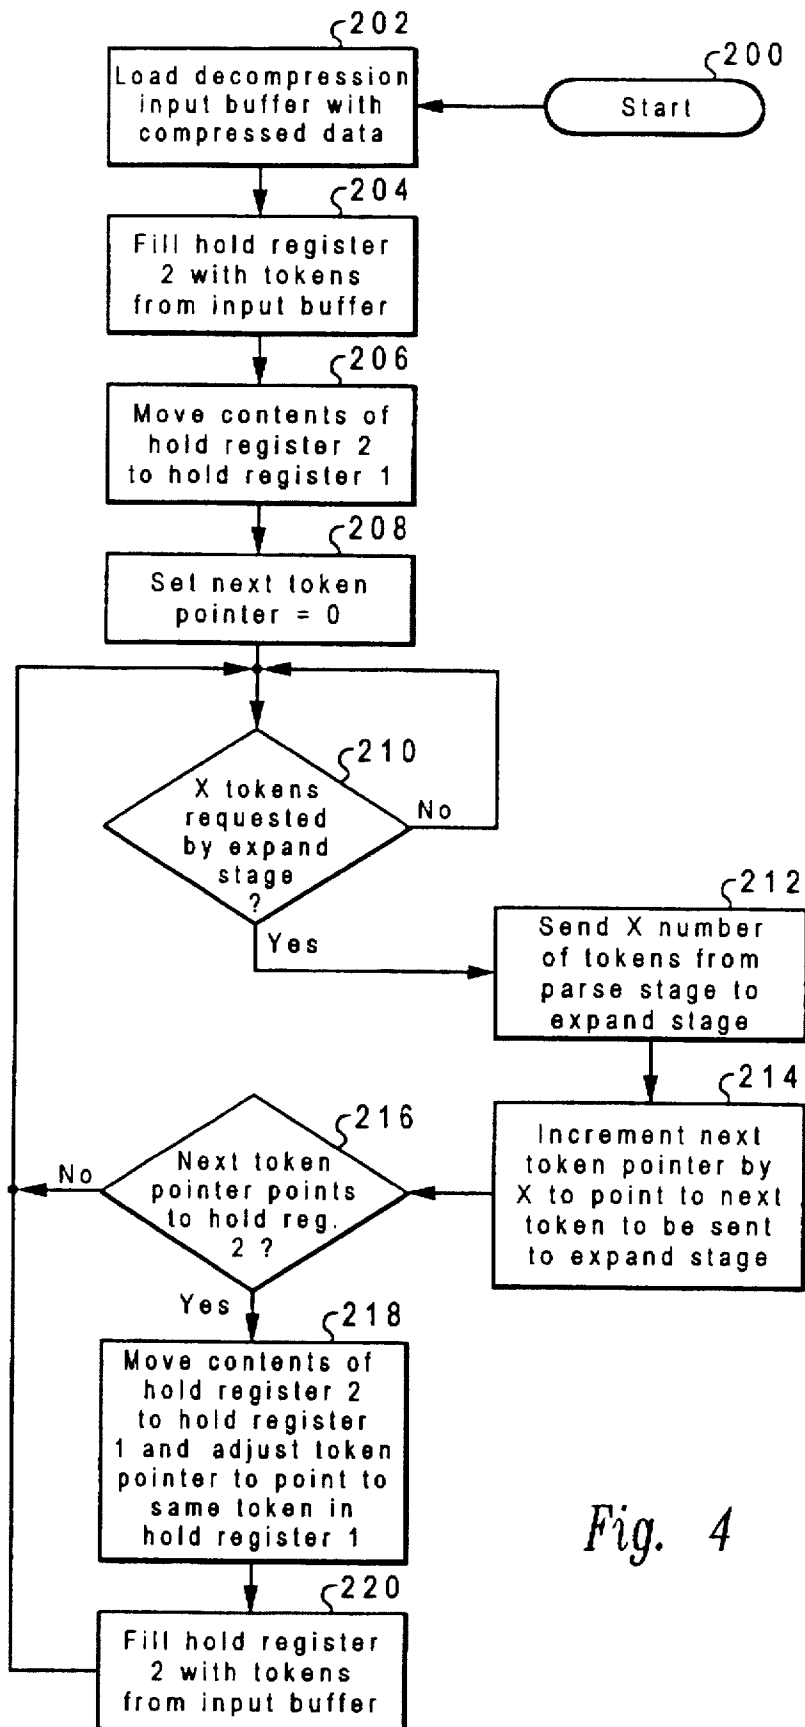 202
Load decompression
input buffer with
compressed data
200
Start
204
Fill hold register
2 with tokens
from input buffer
206
Move contents of
hold register 2
to hold register 1
208
Set next token
pointer = 0
210
X tokens
requested
by expand
stage
?
No
Yes
212
Send X number
of tokens from
parse stage to
expand stage
214
Increment next
token pointer by
X to point to next
token to be sent
to expand stage
216
Next token
pointer points
to hold reg.
2 ?
No
Yes
218
Move contents of
hold register 2
to hold register
1 and adjust token
pointer to point to
same token in
hold register 1
220
Fill hold register
2 with tokens
from input buffer
Fig. 4